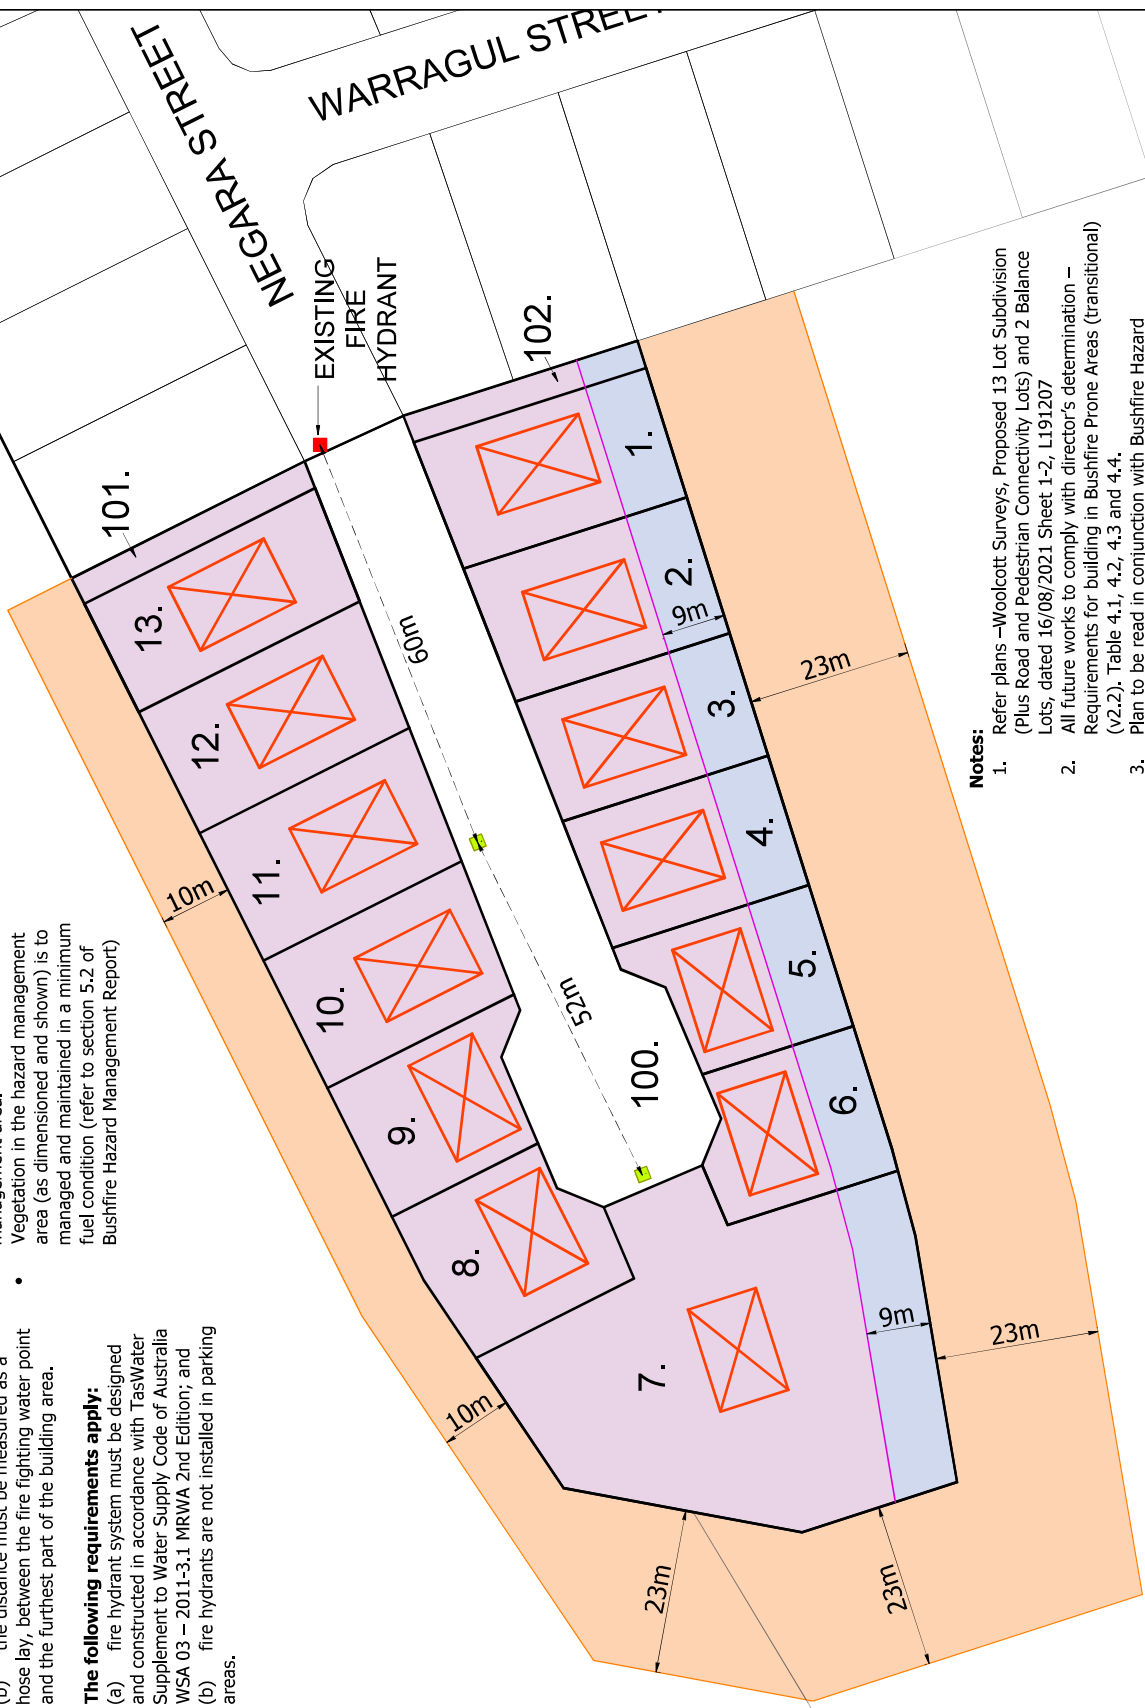 (b) the distance must be measured as a
hose lay, between the fire fighting water point
and the furthest part of the building area.
The following requirements apply:
(a) fire hydrant system must be designed
and constructed in accordance with TasWater
Supplement to Water Supply Code of Australia
WSA 03 – 2011-3.1 MRWA 2nd Edition; and
(b) fire hydrants are not installed in parking
areas.
management area.
• Vegetation in the hazard management
area (as dimensioned and shown) is to
managed and maintained in a minimum
fuel condition (refer to section 5.2 of
Bushfire Hazard Management Report)
NEGARA STREET
WARRAGUL STREET
EXISTING
FIRE
HYDRANT
101.
102.
13.
12.
11.
10.
9.
8.
7.
6.
5.
4.
3.
2.
1.
100.
60m
52m
10m
10m
9m
9m
23m
23m
23m
23m
Notes:
1. Refer plans –Woolcott Surveys, Proposed 13 Lot Subdivision
(Plus Road and Pedestrian Connectivity Lots) and 2 Balance
Lots, dated 16/08/2021 Sheet 1-2, L191207
2. All future works to comply with director's determination –
Requirements for building in Bushfire Prone Areas (transitional)
(v2.2). Table 4.1, 4.2, 4.3 and 4.4.
3. Plan to be read in conjunction with Bushfire Hazard